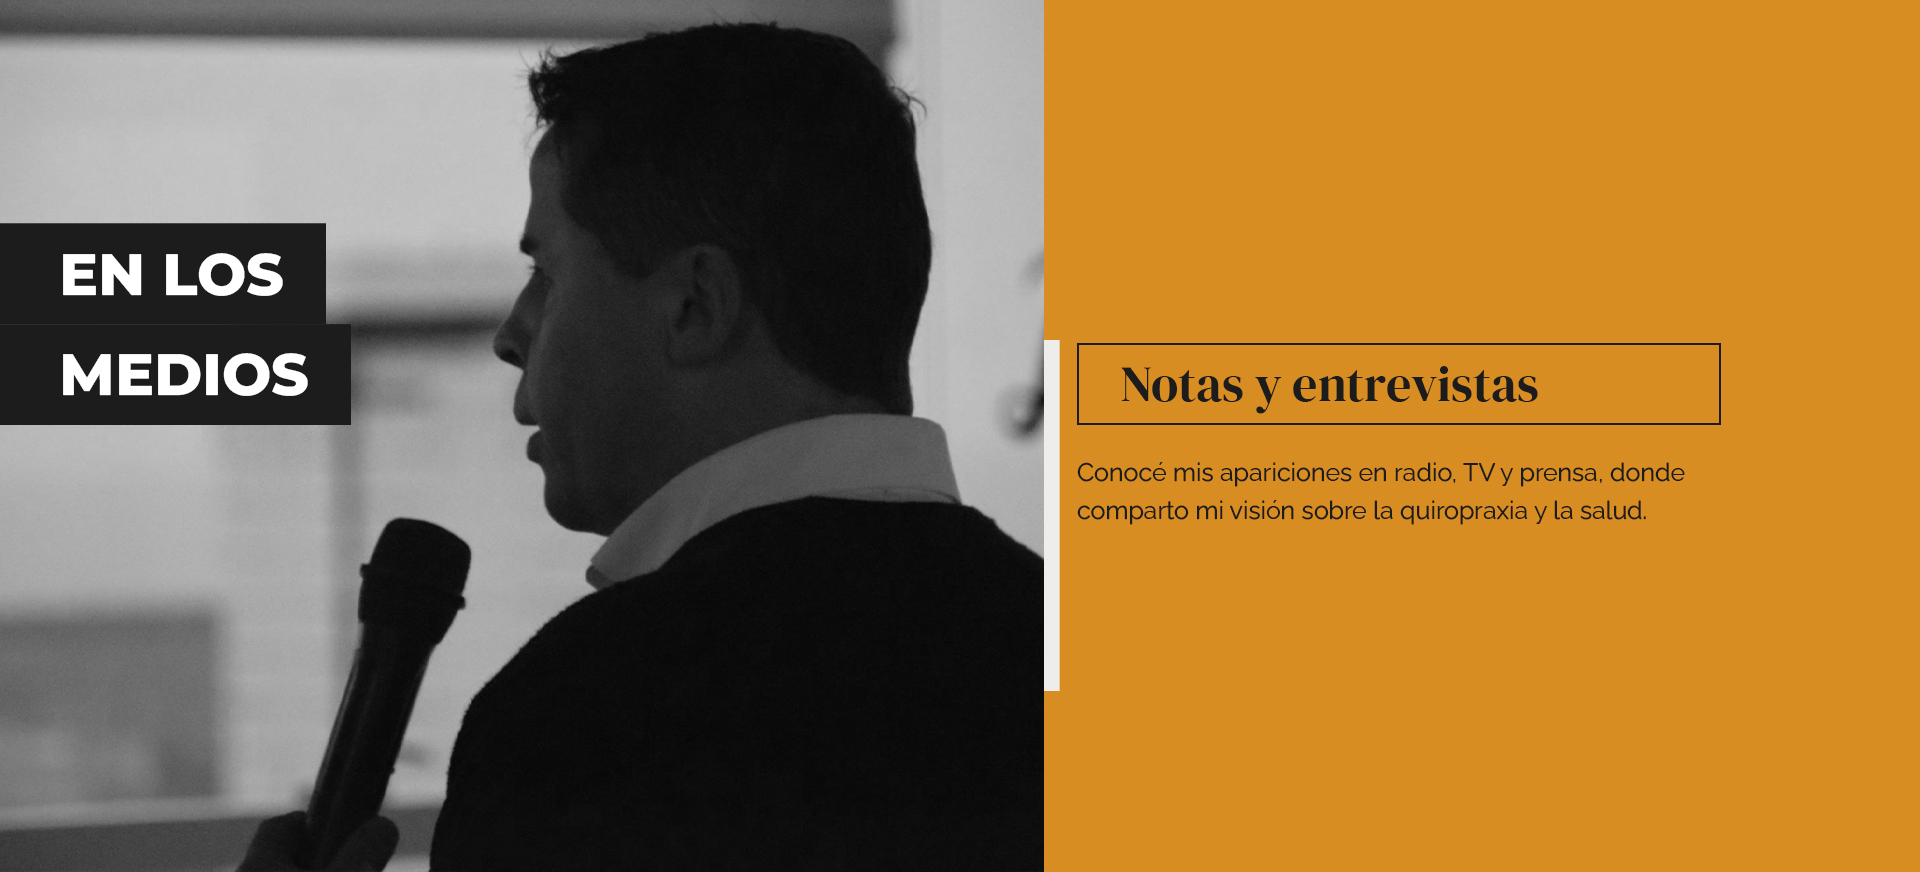 EN LOS
MEDIOS
Notas y entrevistas
Conocé mis apariciones en radio, TV y prensa, donde
comparto mi visión sobre la quiropraxia y la salud.